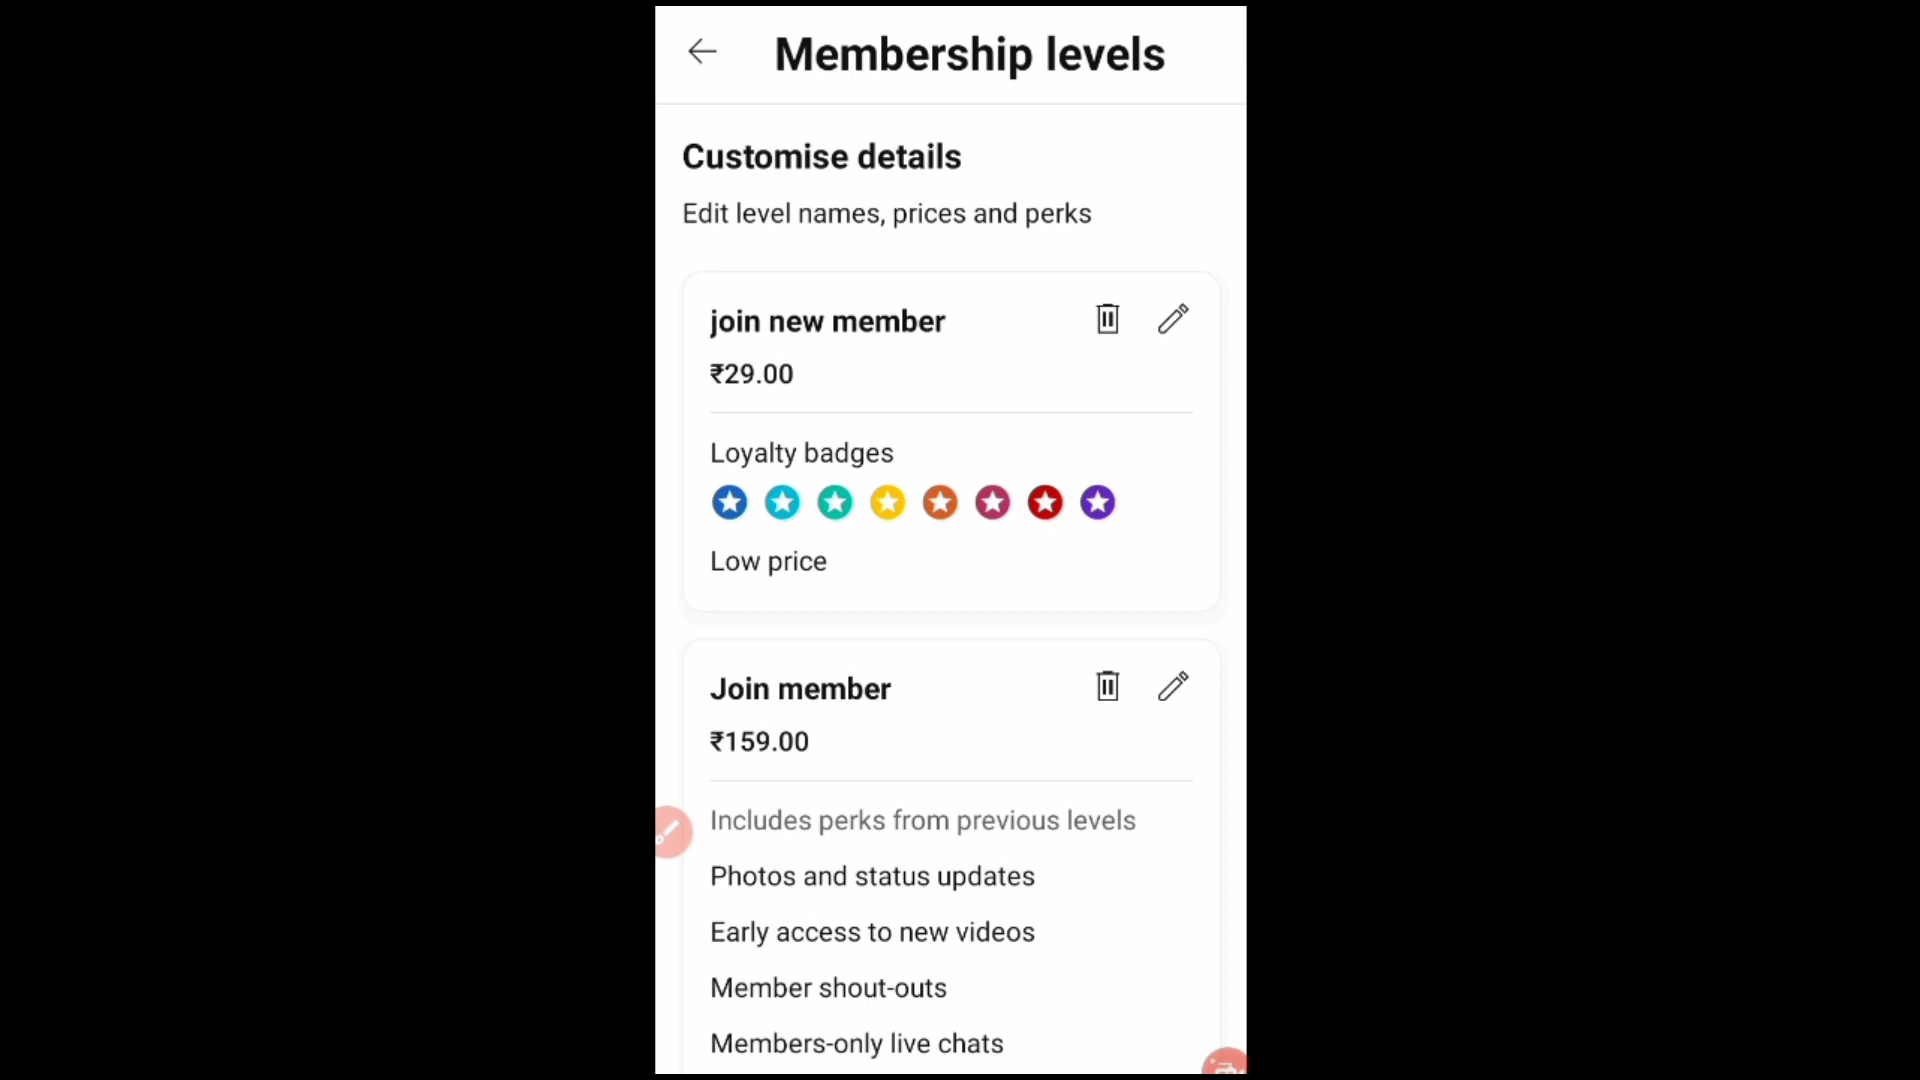 Membership levels
Customise details
Edit level names, prices and perks
join new member
₹29.00
Loyalty badges
Low price
Join member
₹159.00
Includes perks from previous levels
Photos and status updates
Early access to new videos
Member shout-outs
Members-only live chats